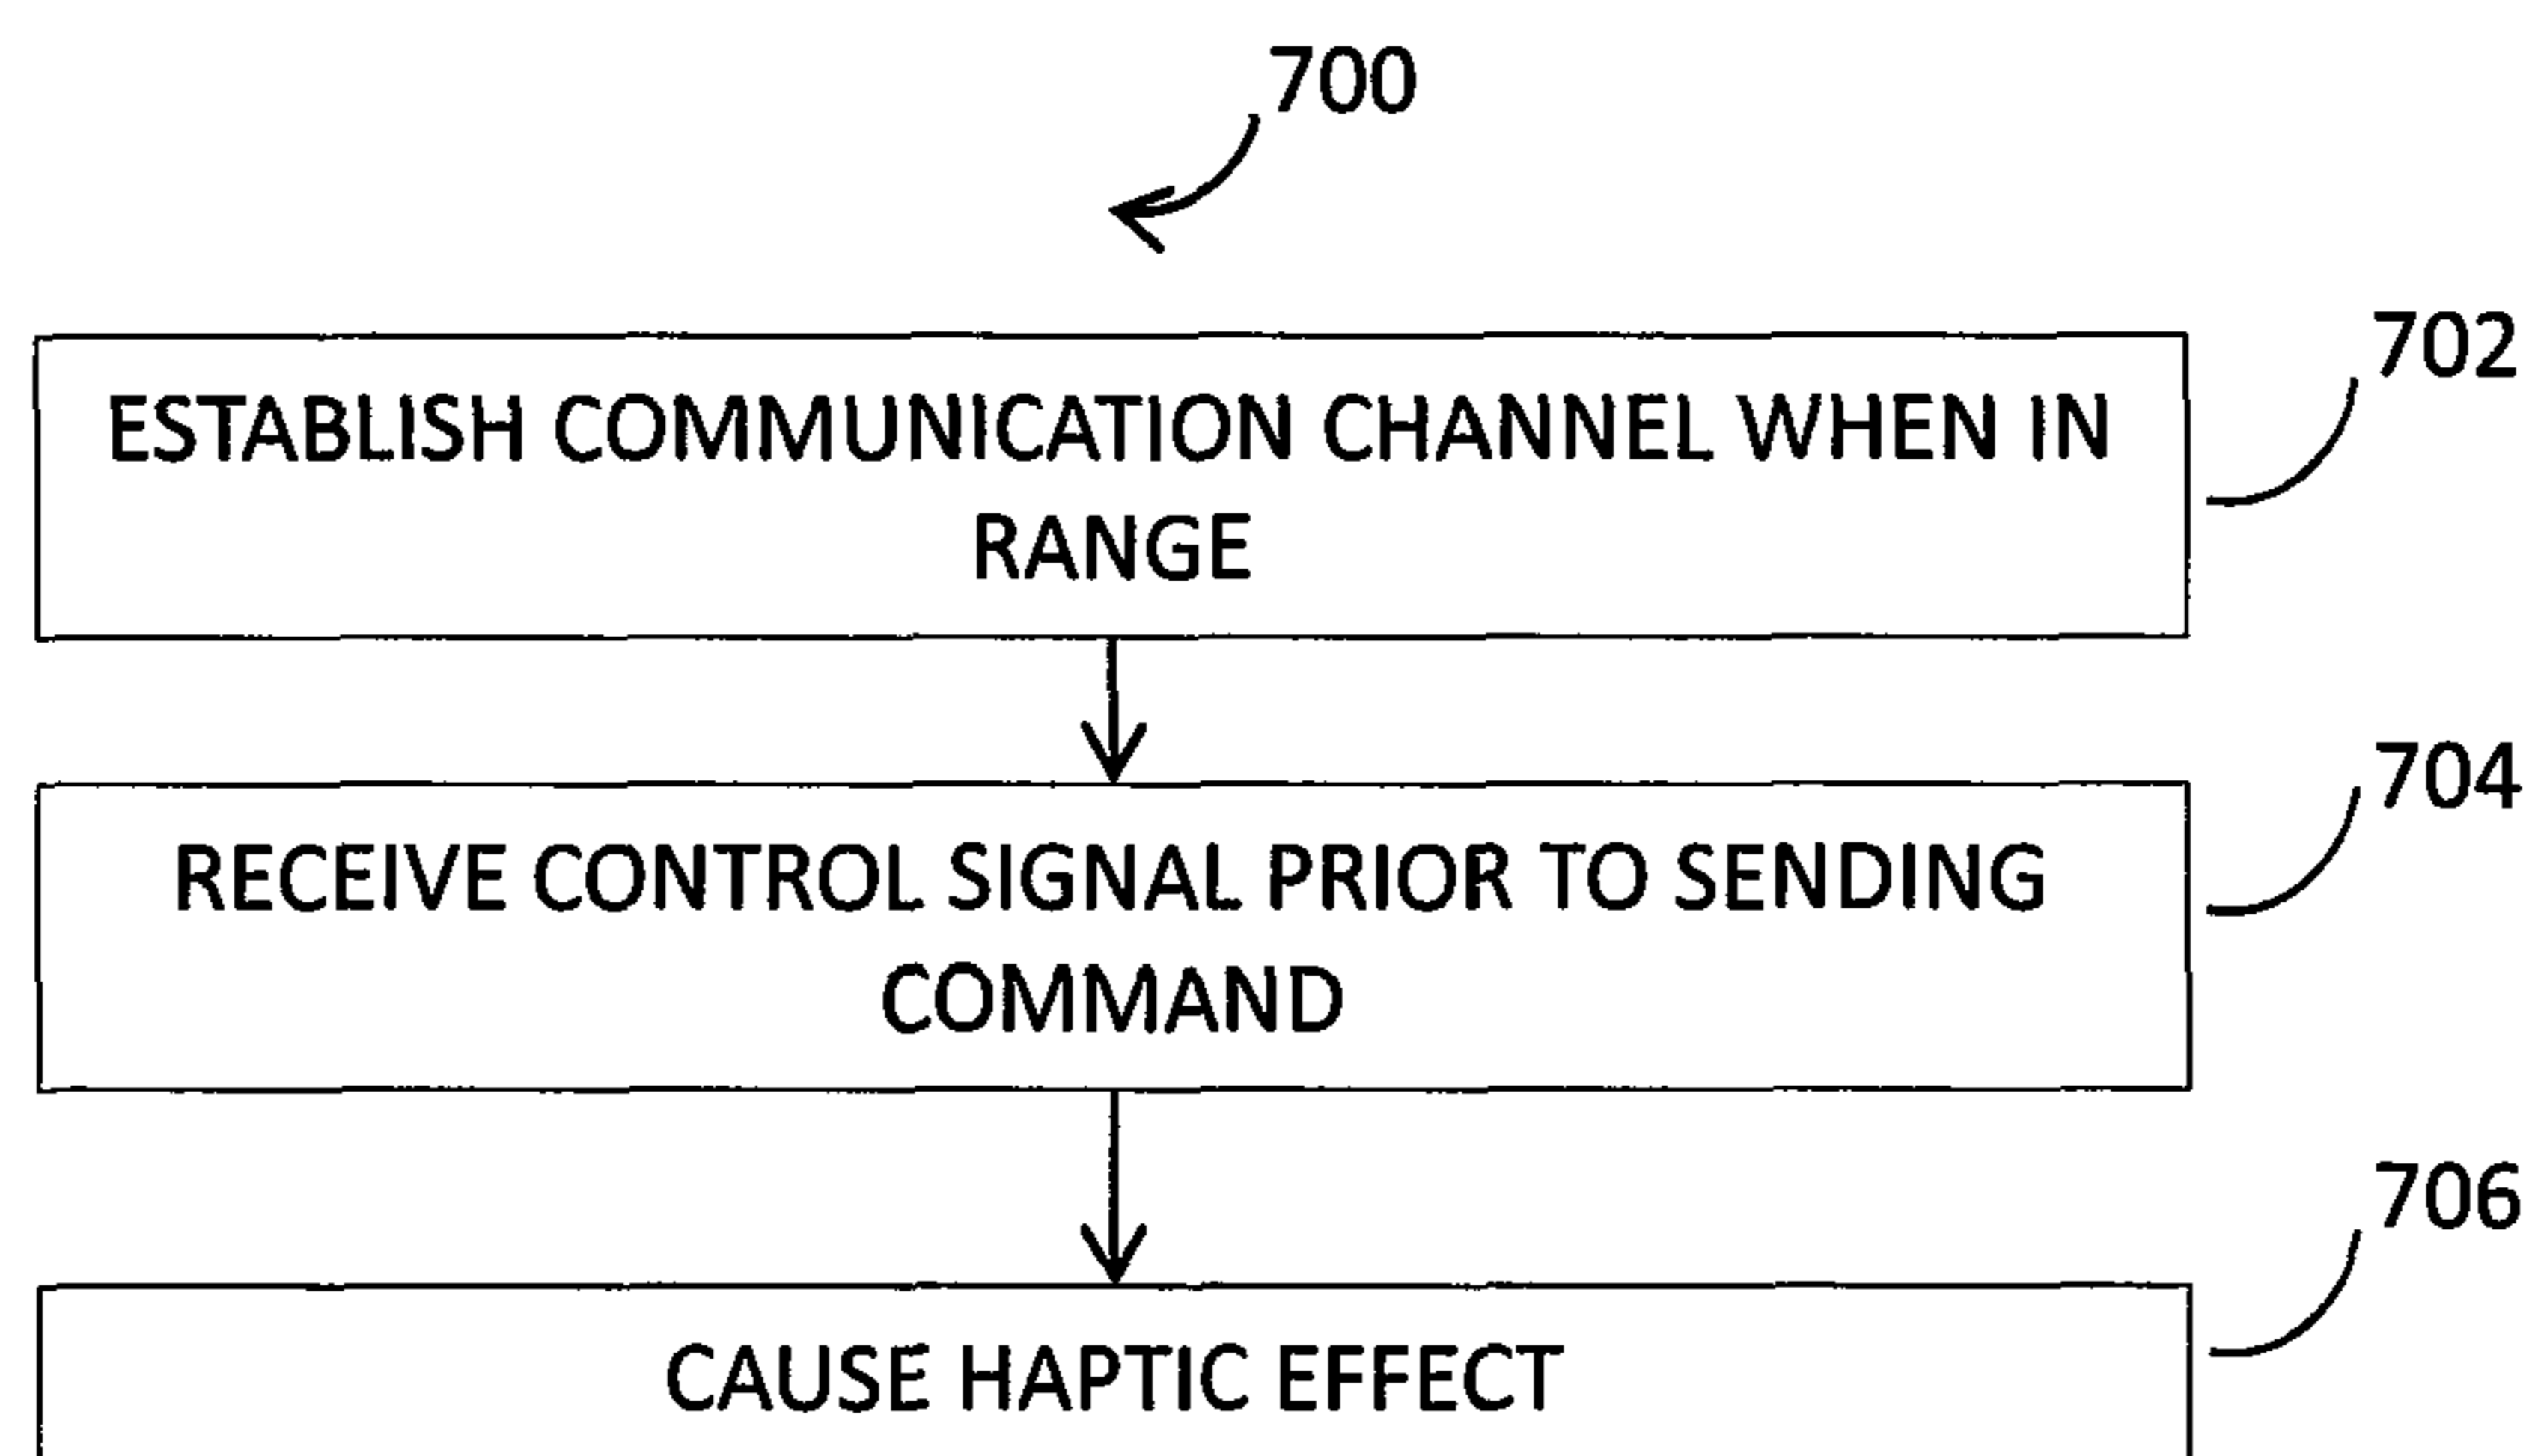 700
702
ESTABLISH COMMUNICATION CHANNEL WHEN IN
RANGE
704
RECEIVE CONTROL SIGNAL PRIOR TO SENDING
COMMAND
706
CAUSE HAPTIC EFFECT